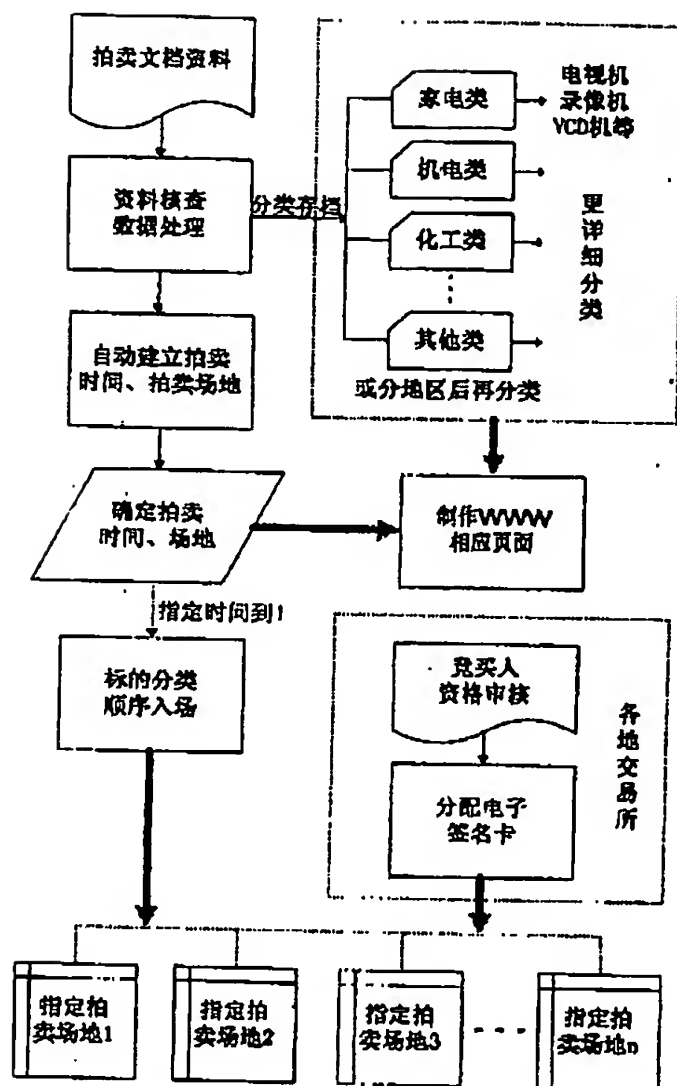 拍卖文档资料
资料核查
数据处理
分类存档
家电类
电视机
录像机
VCD机等
机电类
化工类
其他类
更详细分类
或分地区后再分类
自动建立拍卖
时间、拍卖场地
确定拍卖
时间、场地
制作WWW
相应页面
指定时间到!
标的分类
顺序入场
竞买人
资格审核
分配电子
签名卡
各地交易所
指定拍
卖场地1
指定拍
卖场地2
指定拍
卖场地3
指定拍
卖场地n